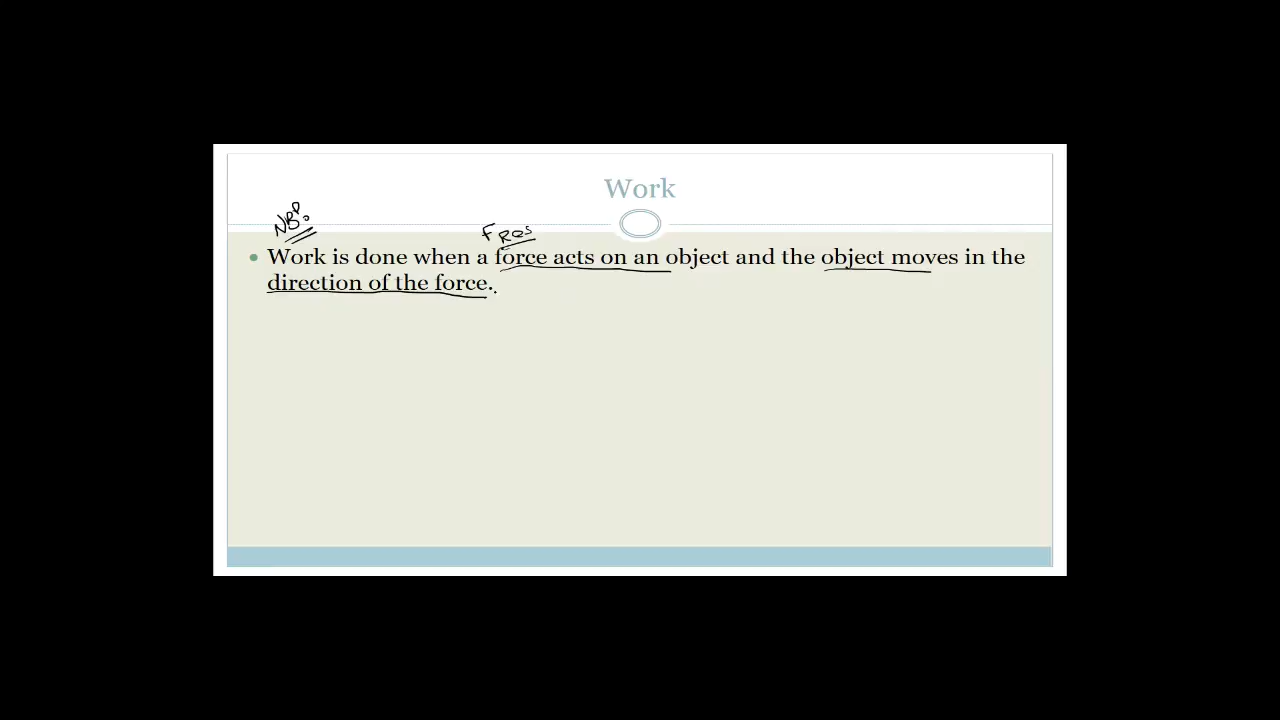 Work
NB!
FRes
Work is done when a force acts on an object and the object moves in the
direction of the force.